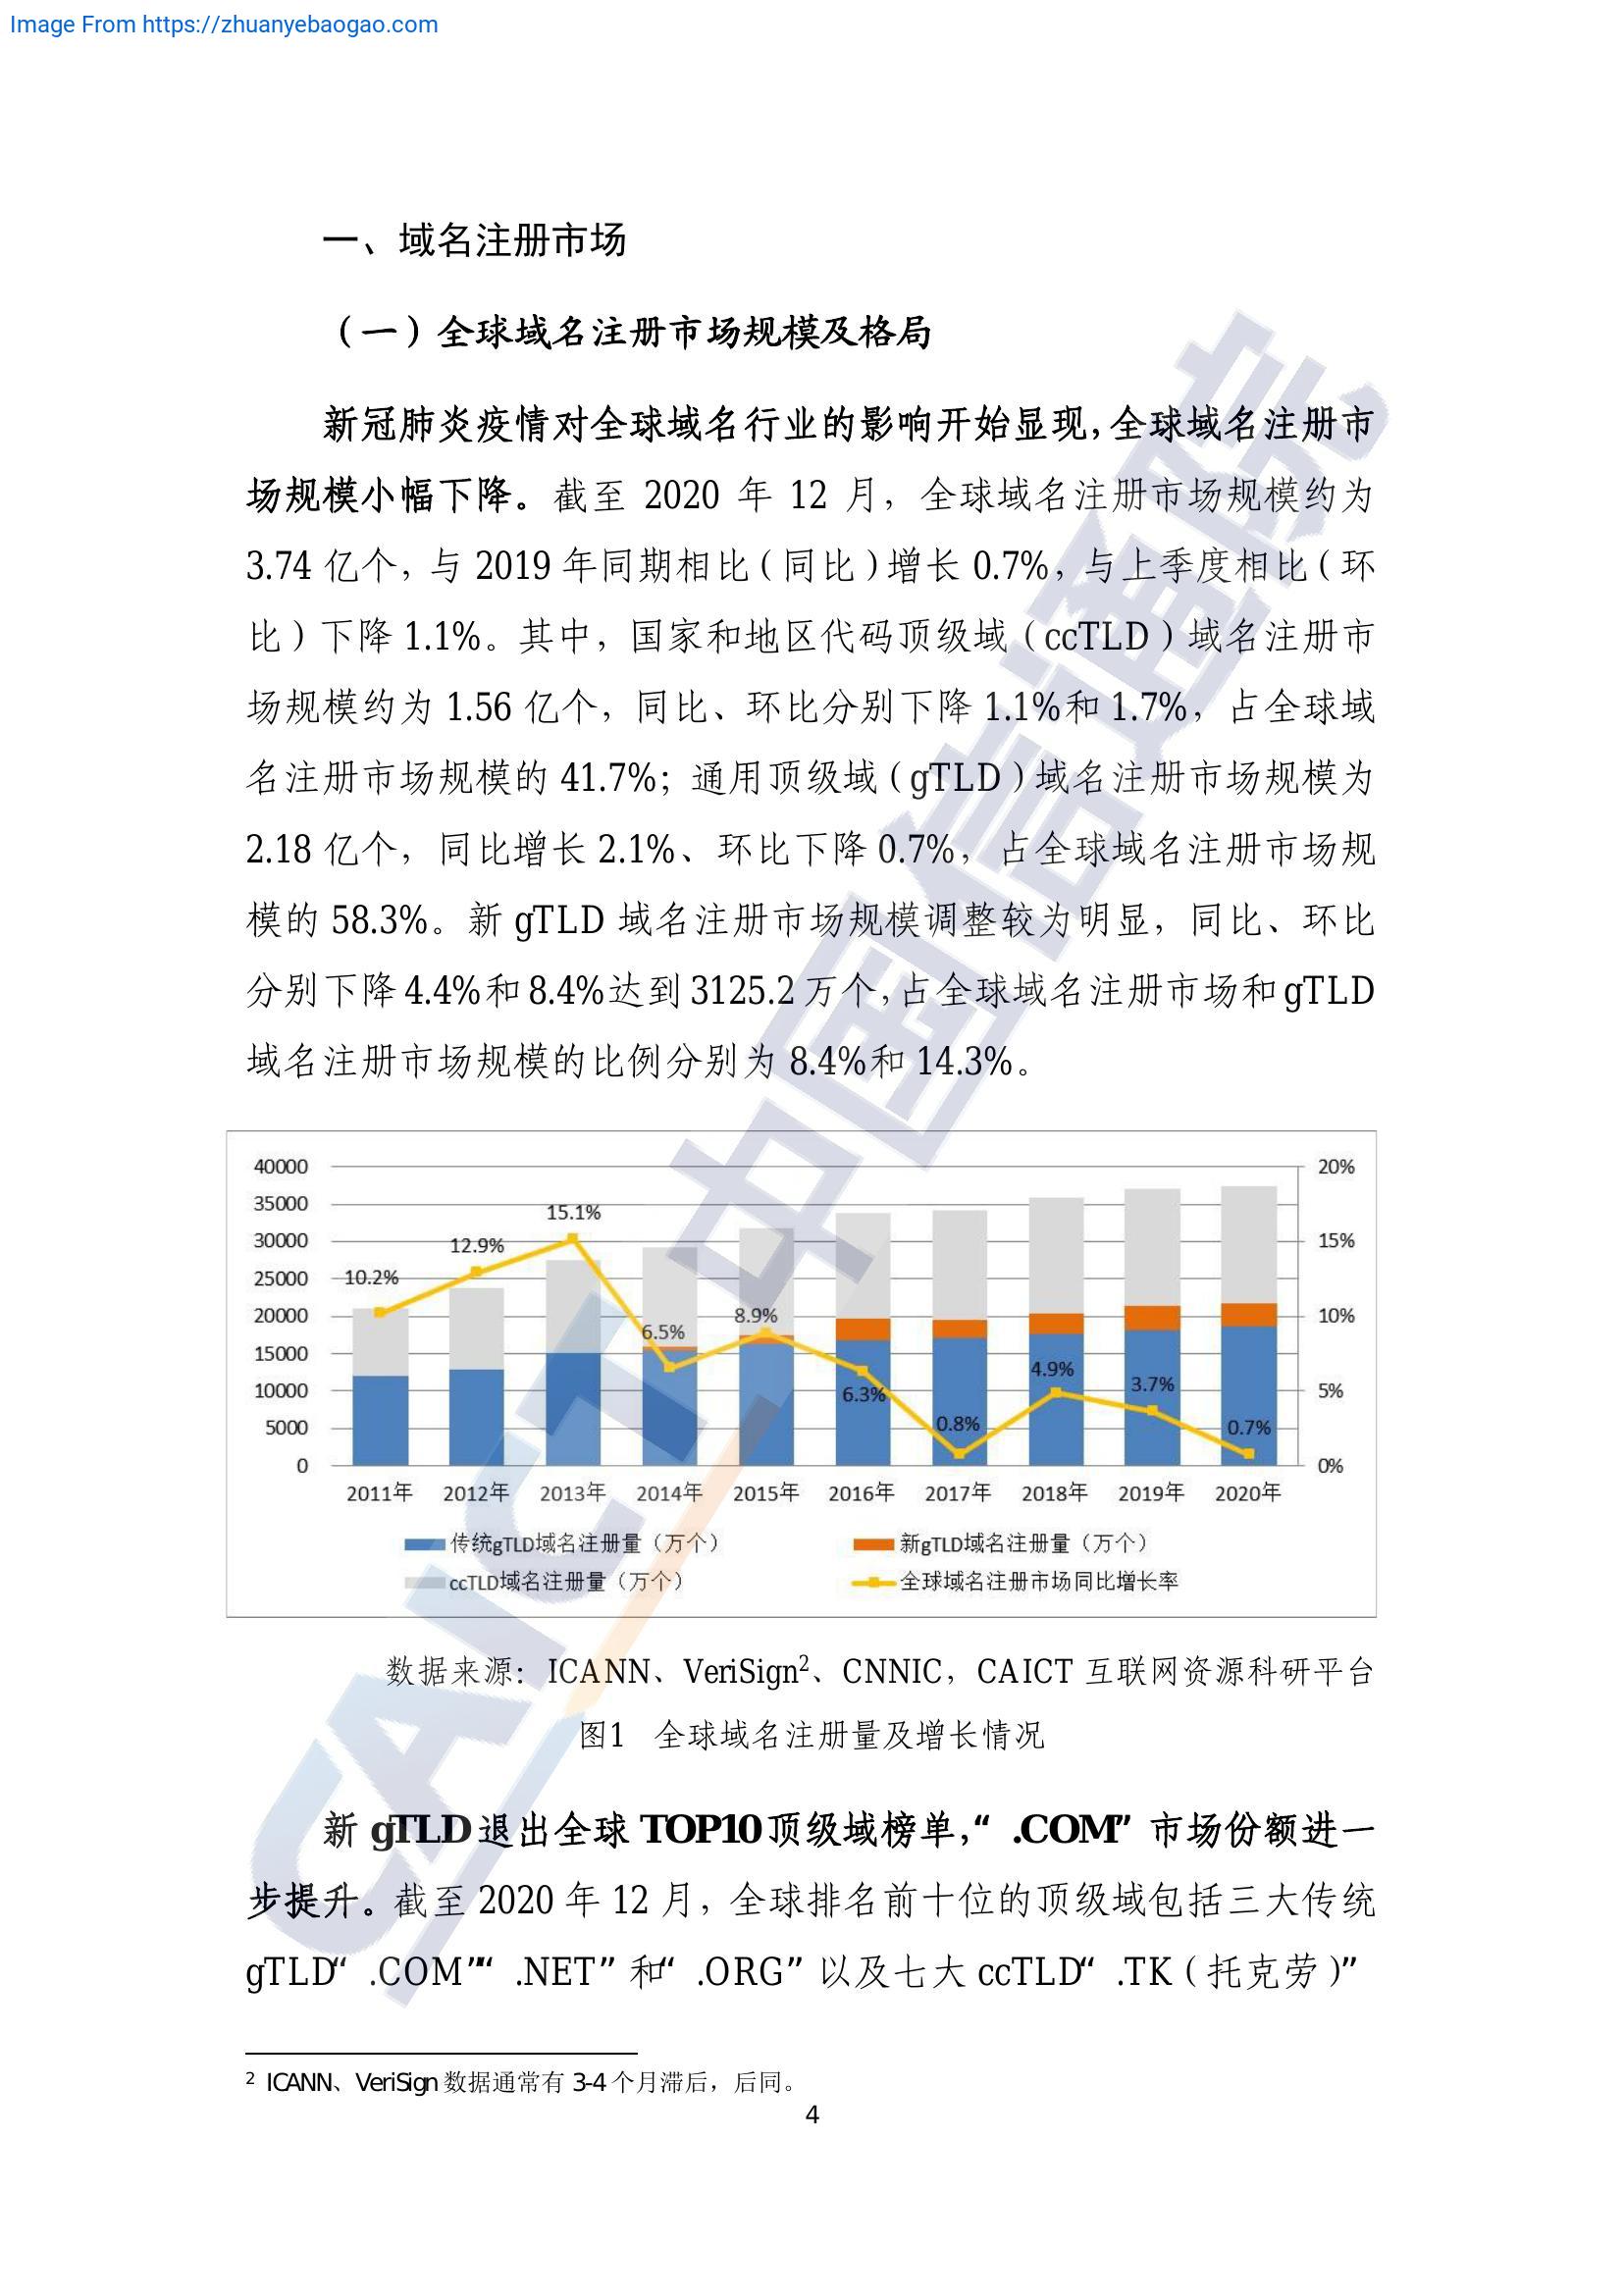 Image From https://zhuanyebaogao.com
一、域名注册市场
（一）全球域名注册市场规模及格局
新冠肺炎疫情对全球域名行业的影响开始显现，全球域名注册市
场规模小幅下降。截至 2020 年 12 月，全球域名注册市场规模约为
3.74 亿个，与 2019 年同期相比（同比）增长 0.7%，与上季度相比（环
比）下降 1.1%。其中，国家和地区代码顶级域（ccTLD）域名注册市
场规模约为 1.56 亿个，同比、环比分别下降 1.1%和 1.7%，占全球域
名注册市场规模的 41.7%；通用顶级域（gTLD）域名注册市场规模为
2.18 亿个，同比增长 2.1%、环比下降 0.7%，占全球域名注册市场规
模的 58.3%。新 gTLD 域名注册市场规模调整较为明显，同比、环比
分别下降 4.4%和 8.4%达到 3125.2 万个，占全球域名注册市场和 gTLD
域名注册市场规模的比例分别为 8.4%和 14.3%。
40000 20%
35000
15.1%
30000 12.9% 15%
25000 10.2%
20000 8.9% 10%
6.5%
15000
4.9% 3.7%
10000 6.3% 5%
5000 0.8% 0.7%
0 0%
2011年 2012年 2013年 2014年 2015年 2016年 2017年 2018年 2019年 2020年
传统gTLD域名注册量（万个） 新gTLD域名注册量（万个）
ccTLD域名注册量（万个） 全球域名注册市场同比增长率
数据来源：ICANN、VeriSign2、CNNIC，CAICT 互联网资源科研平台
图1 全球域名注册量及增长情况
新 gTLD 退出全球 TOP10 顶级域榜单，“.COM”市场份额进一
步提升。截至 2020 年 12 月，全球排名前十位的顶级域包括三大传统
gTLD“.COM”“.NET”和“.ORG”以及七大 ccTLD“.TK（托克劳）”
2 ICANN、VeriSign 数据通常有 3-4 个月滞后，后同。
4
CAICT 中国信通院